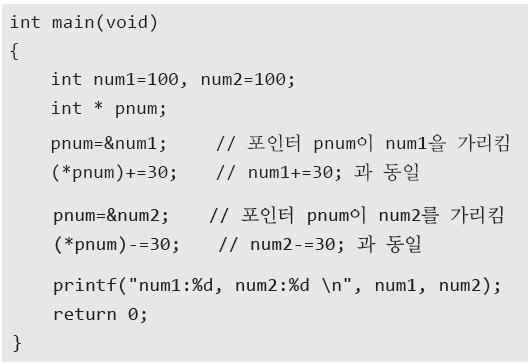 int main(void)
{
    int num1=100, num2=100;
    int * pnum;
    pnum=&num1;     // 포인터 pnum이 num1을 가리킴
    (*pnum)+=30;    // num1+=30; 과 동일
    pnum=&num2;    // 포인터 pnum이 num2를 가리킴
    (*pnum)-=30;    // num2-=30; 과 동일
    printf("num1:%d, num2:%d \n", num1, num2);
    return 0;
}